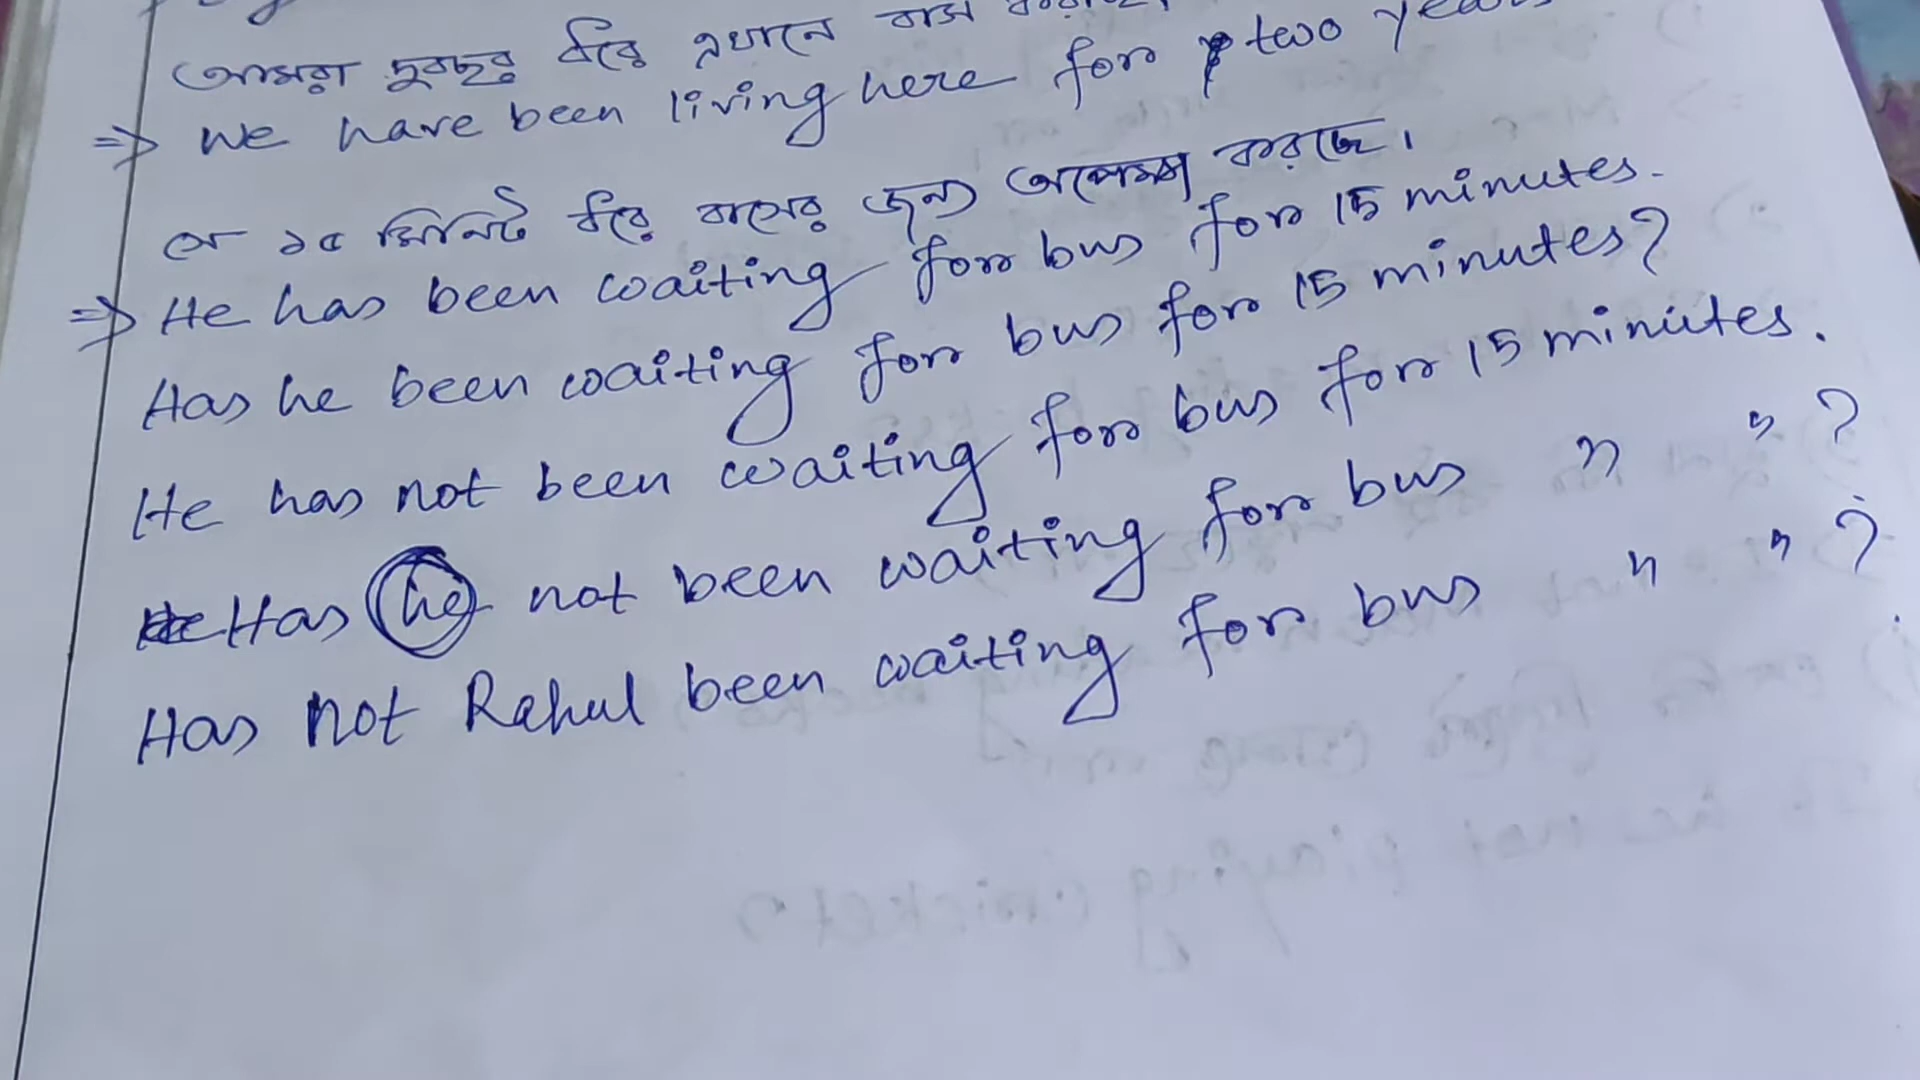 আমরা দুবছর ধরে এখানে বাস
⇒ We have been living here for two years
সে ১৫ মিনিট ধরে বাসের জন্য অপেক্ষা করছে।
⇒ He has been waiting for bus for 15 minutes.
Has he been waiting for bus for 15 minutes?
He has not been waiting for bus for 15 minutes.
Has he not been waiting for bus " " ?
Has not Rahul been waiting for bus " " ?